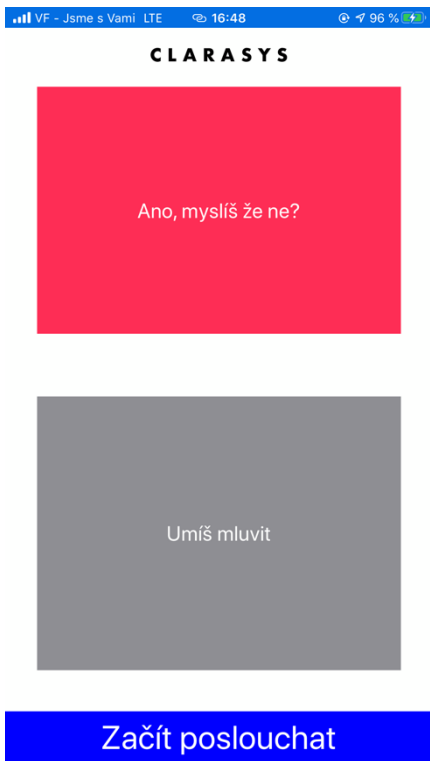 VF - Jsme s Vami LTE 16:48 96 %
CLARASYS
Ano, myslíš že ne?
Umíš mluvit
Začít poslouchat